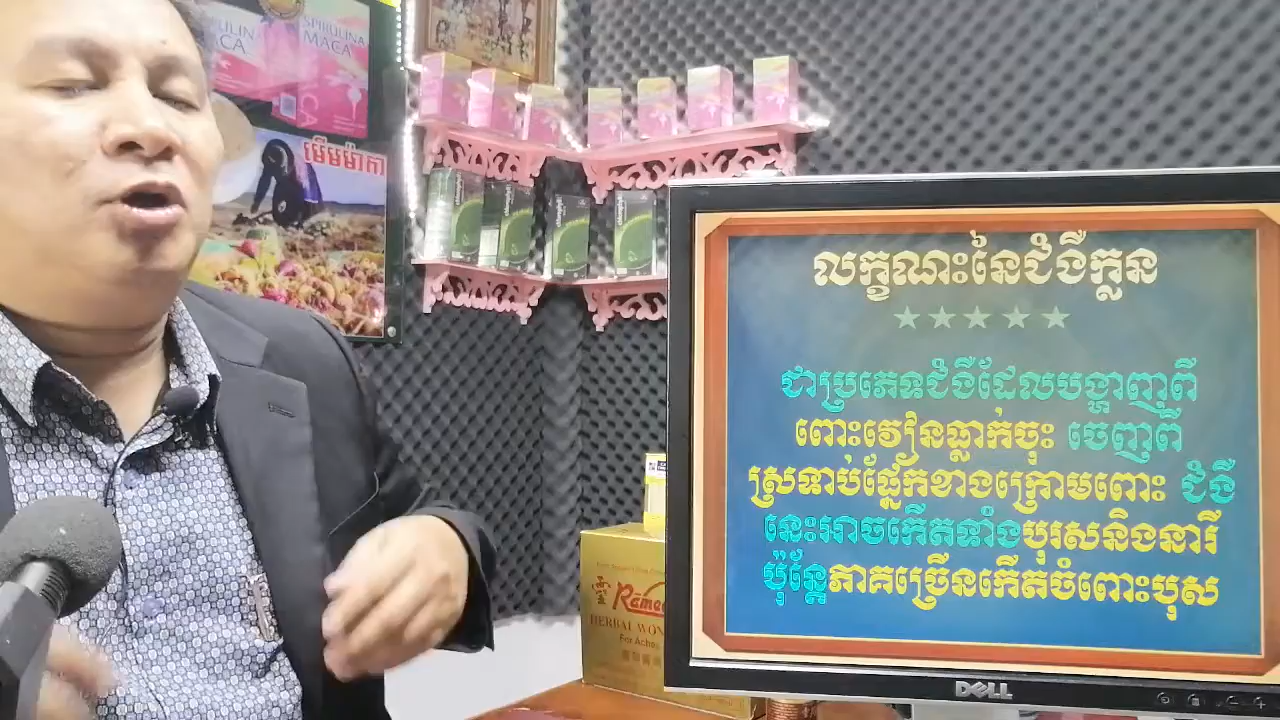 SPIRULINA
MACA
មើមម៉ាកា
លក្ខណះនៃជំងឺក្លន
ជាប្រភេទជំងឺដែលបង្ហាញពី
ពោះវៀនធ្លាក់ចុះ ចេញពី
ស្រទាប់ផ្នែកខាងក្រោមពោះ ជំងឺ
នេះអាចកើតទាំងបុរសនិងនារី
ប៉ុន្តែភាគច្រើនកើតចំពោះបុស
HERBAL
For Ache
DELL